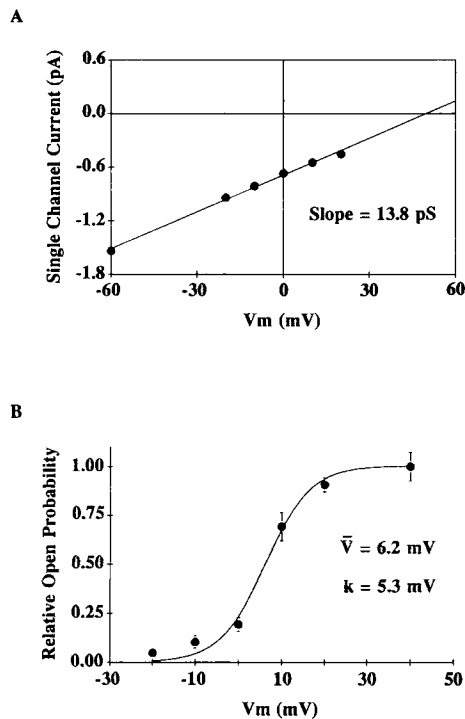 A
Single Channel Current (pA)
0.6
0.0
-0.6
-1.2
-1.8
Slope = 13.8 pS
-60
-30
0
30
60
Vm (mV)
B
Relative Open Probability
1.00
0.75
0.50
0.25
0.00
V̅ = 6.2 mV
k = 5.3 mV
-30
-10
10
30
50
Vm (mV)